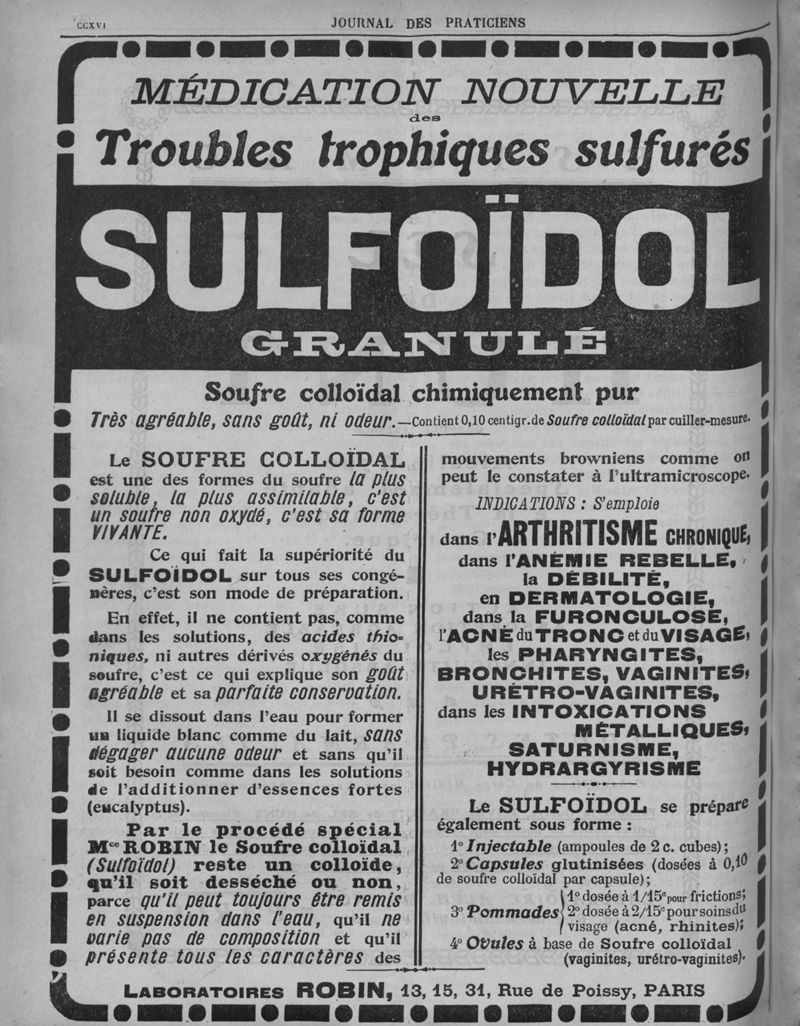 CCXVI
JOURNAL DES PRATICIENS
MÉDICATION NOUVELLE
des
Troubles trophiques sulfurés
SULFOÏDOL
GRANULÉ
Soufre colloïdal chimiquement pur
Très agréable, sans goût, ni odeur.—Contient 0,10 centigr. de Soufre colloïdal par cuiller-mesure.
Le SOUFRE COLLOÏDAL
est une des formes du soufre la plus
soluble, la plus assimilable, c'est
un soufre non oxydé, c'est sa forme
VIVANTE.
Ce qui fait la supériorité du
SULFOÏDOL sur tous ses congé-
nères, c'est son mode de préparation.
En effet, il ne contient pas, comme
dans les solutions, des acides thio-
niques, ni autres dérivés oxygénés du
soufre, c'est ce qui explique son goût
agréable et sa parfaite conservation.
Il se dissout dans l'eau pour former
un liquide blanc comme du lait, sans
dégager aucune odeur et sans qu'il
soit besoin comme dans les solutions
de l'additionner d'essences fortes
(eucalyptus).
Par le procédé spécial
Mce ROBIN le Soufre colloïdal
(Sulfoïdol) reste un colloïde,
qu'il soit desséché ou non,
parce qu'il peut toujours être remis
en suspension dans l'eau, qu'il ne
varie pas de composition et qu'il
présente tous les caractères des
mouvements browniens comme on
peut le constater à l'ultramicroscope.
INDICATIONS : S'emploie
dans l'ARTHRITISME CHRONIQUE,
dans l'ANÉMIE REBELLE,
la DÉBILITÉ,
en DERMATOLOGIE,
dans la FURONCULOSE,
l'ACNÉ du TRONC et du VISAGE,
les PHARYNGITES,
BRONCHITES, VAGINITES,
URÉTRO-VAGINITES,
dans les INTOXICATIONS
MÉTALLIQUES,
SATURNISME,
HYDRARGYRISME
Le SULFOÏDOL se prépare
également sous forme :
1° Injectable (ampoules de 2 c. cubes) ;
2° Capsules glutinisées (dosées à 0,10
de soufre colloïdal par capsule) ;
1° dosée à 1/15e pour frictions;
3° Pommades 2° dosée à 2/15e pour soins du
visage (acné, rhinites);
4° Ovules à base de Soufre colloïdal
(vaginites, urétro-vaginites).
LABORATOIRES ROBIN, 13, 15, 31, Rue de Poissy, PARIS